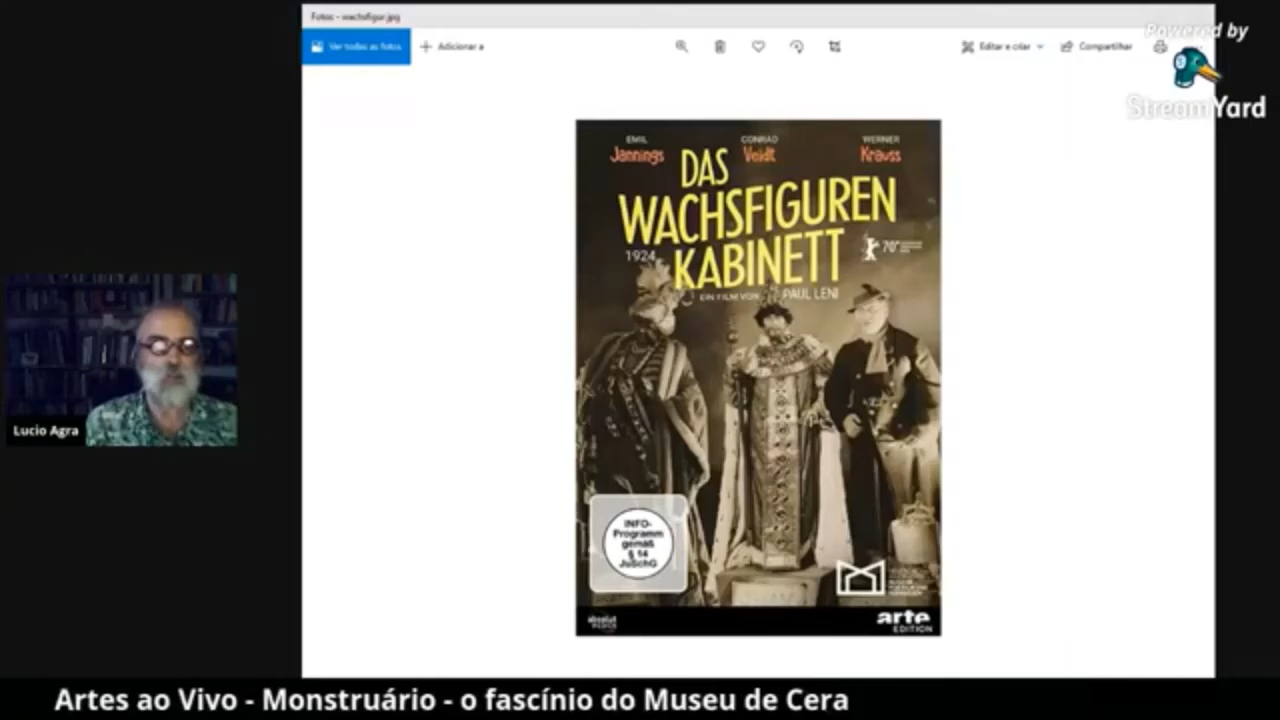 Fotos - wachsfigur.jpg
Ver todas as fotos
Adicionar a
Editar e criar
Compartilhar
Powered by
StreamYard
EMIL
Jannings
CONRAD
Veidt
WERNER
Krauss
DAS
WACHSFIGUREN
KABINETT
1924
70
EIN FILM VON PAUL LENI
INFO-
Programm
gemäß
§ 14
JuSchG
absolut
MEDIEN
arte
EDITION
Lucio Agra
Artes ao Vivo - Monstruário - o fascínio do Museu de Cera